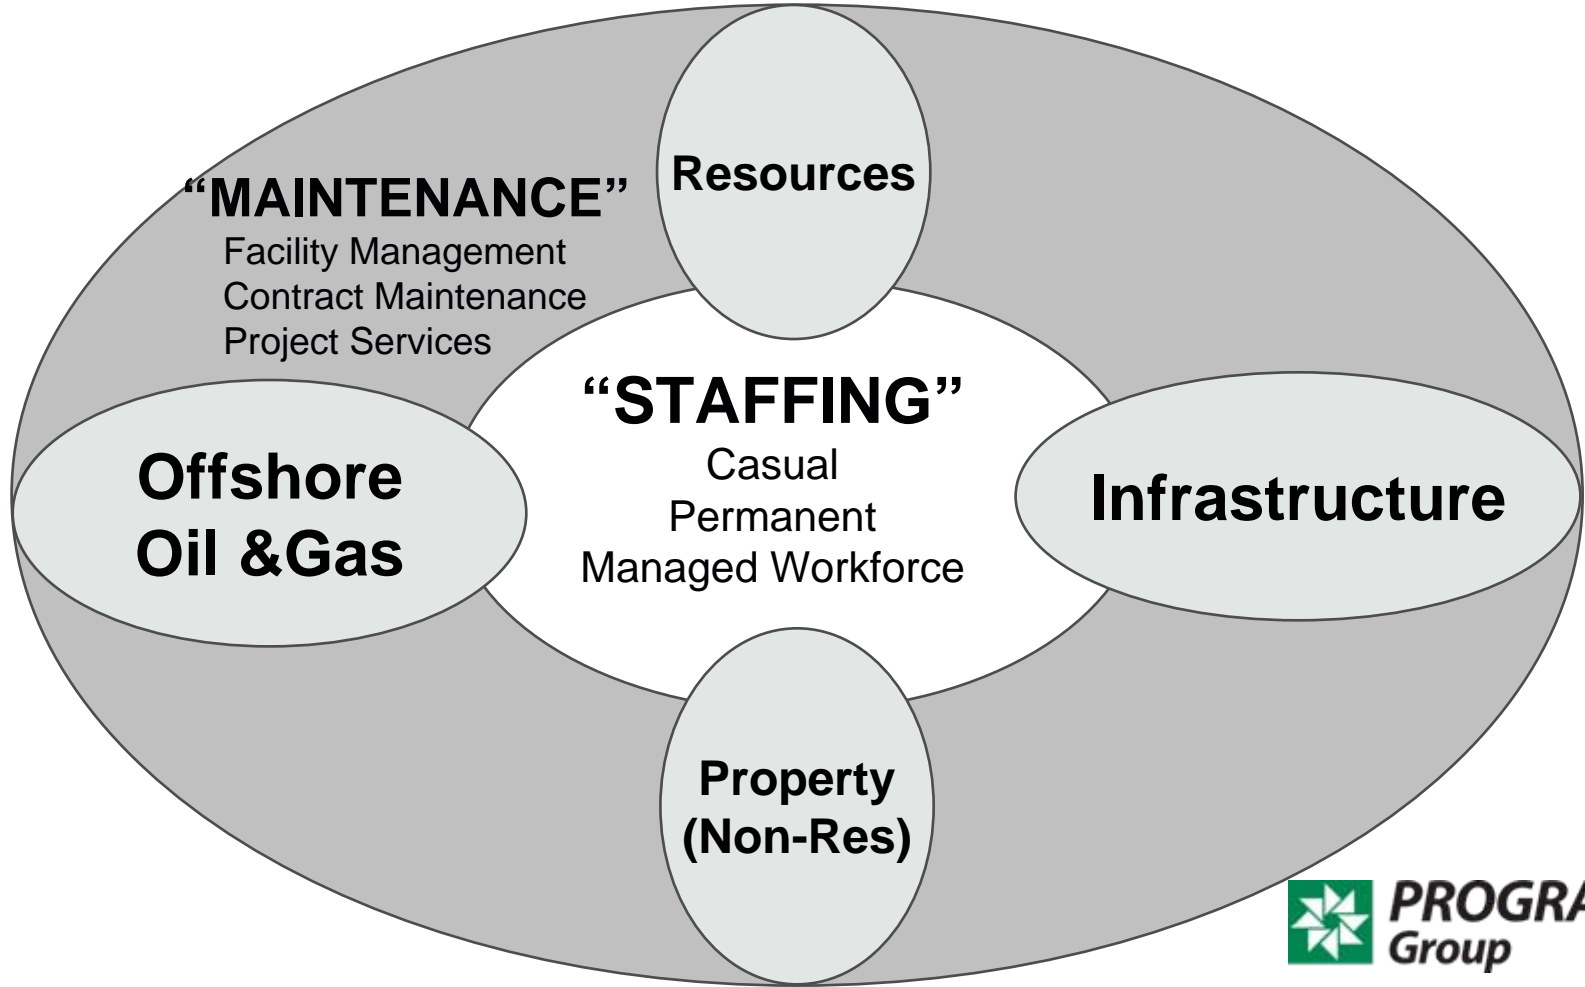 Resources
“MAINTENANCE”
Facility Management
Contract Maintenance
Project Services
“STAFFING”
Casual
Permanent
Managed Workforce
Offshore
Oil &Gas
Infrastructure
Property
(Non-Res)
Group